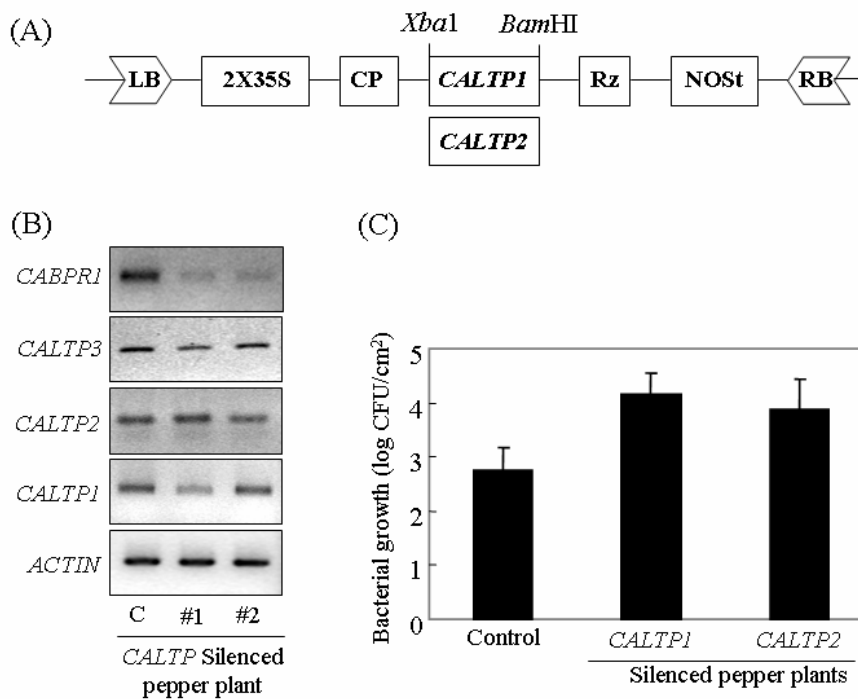 (A)
Xba1 BamHI
LB 2X35S CP CALTP1 Rz NOSt RB
CALTP2
(B)
CABPR1
CALTP3
CALTP2
CALTP1
ACTIN
C #1 #2
CALTP Silenced
pepper plant
(C)
Bacterial growth (log CFU/cm²)
5
4
3
2
1
0
Control CALTP1 CALTP2
Silenced pepper plants